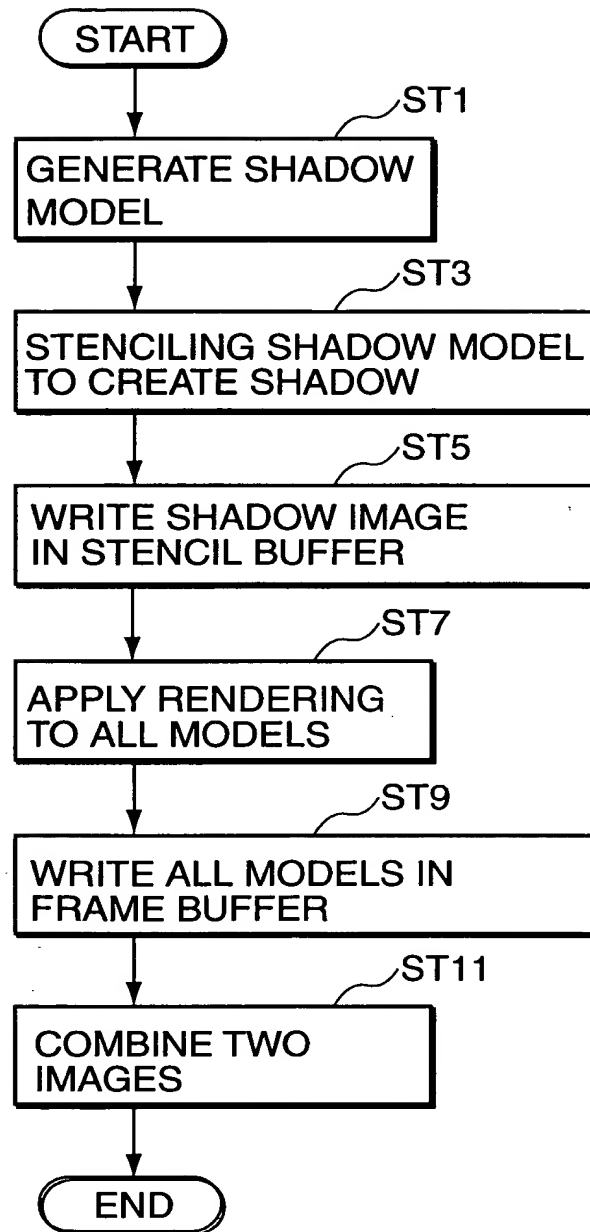 START
ST1
GENERATE SHADOW
MODEL
ST3
STENCILING SHADOW MODEL
TO CREATE SHADOW
ST5
WRITE SHADOW IMAGE
IN STENCIL BUFFER
ST7
APPLY RENDERING
TO ALL MODELS
ST9
WRITE ALL MODELS IN
FRAME BUFFER
ST11
COMBINE TWO
IMAGES
END